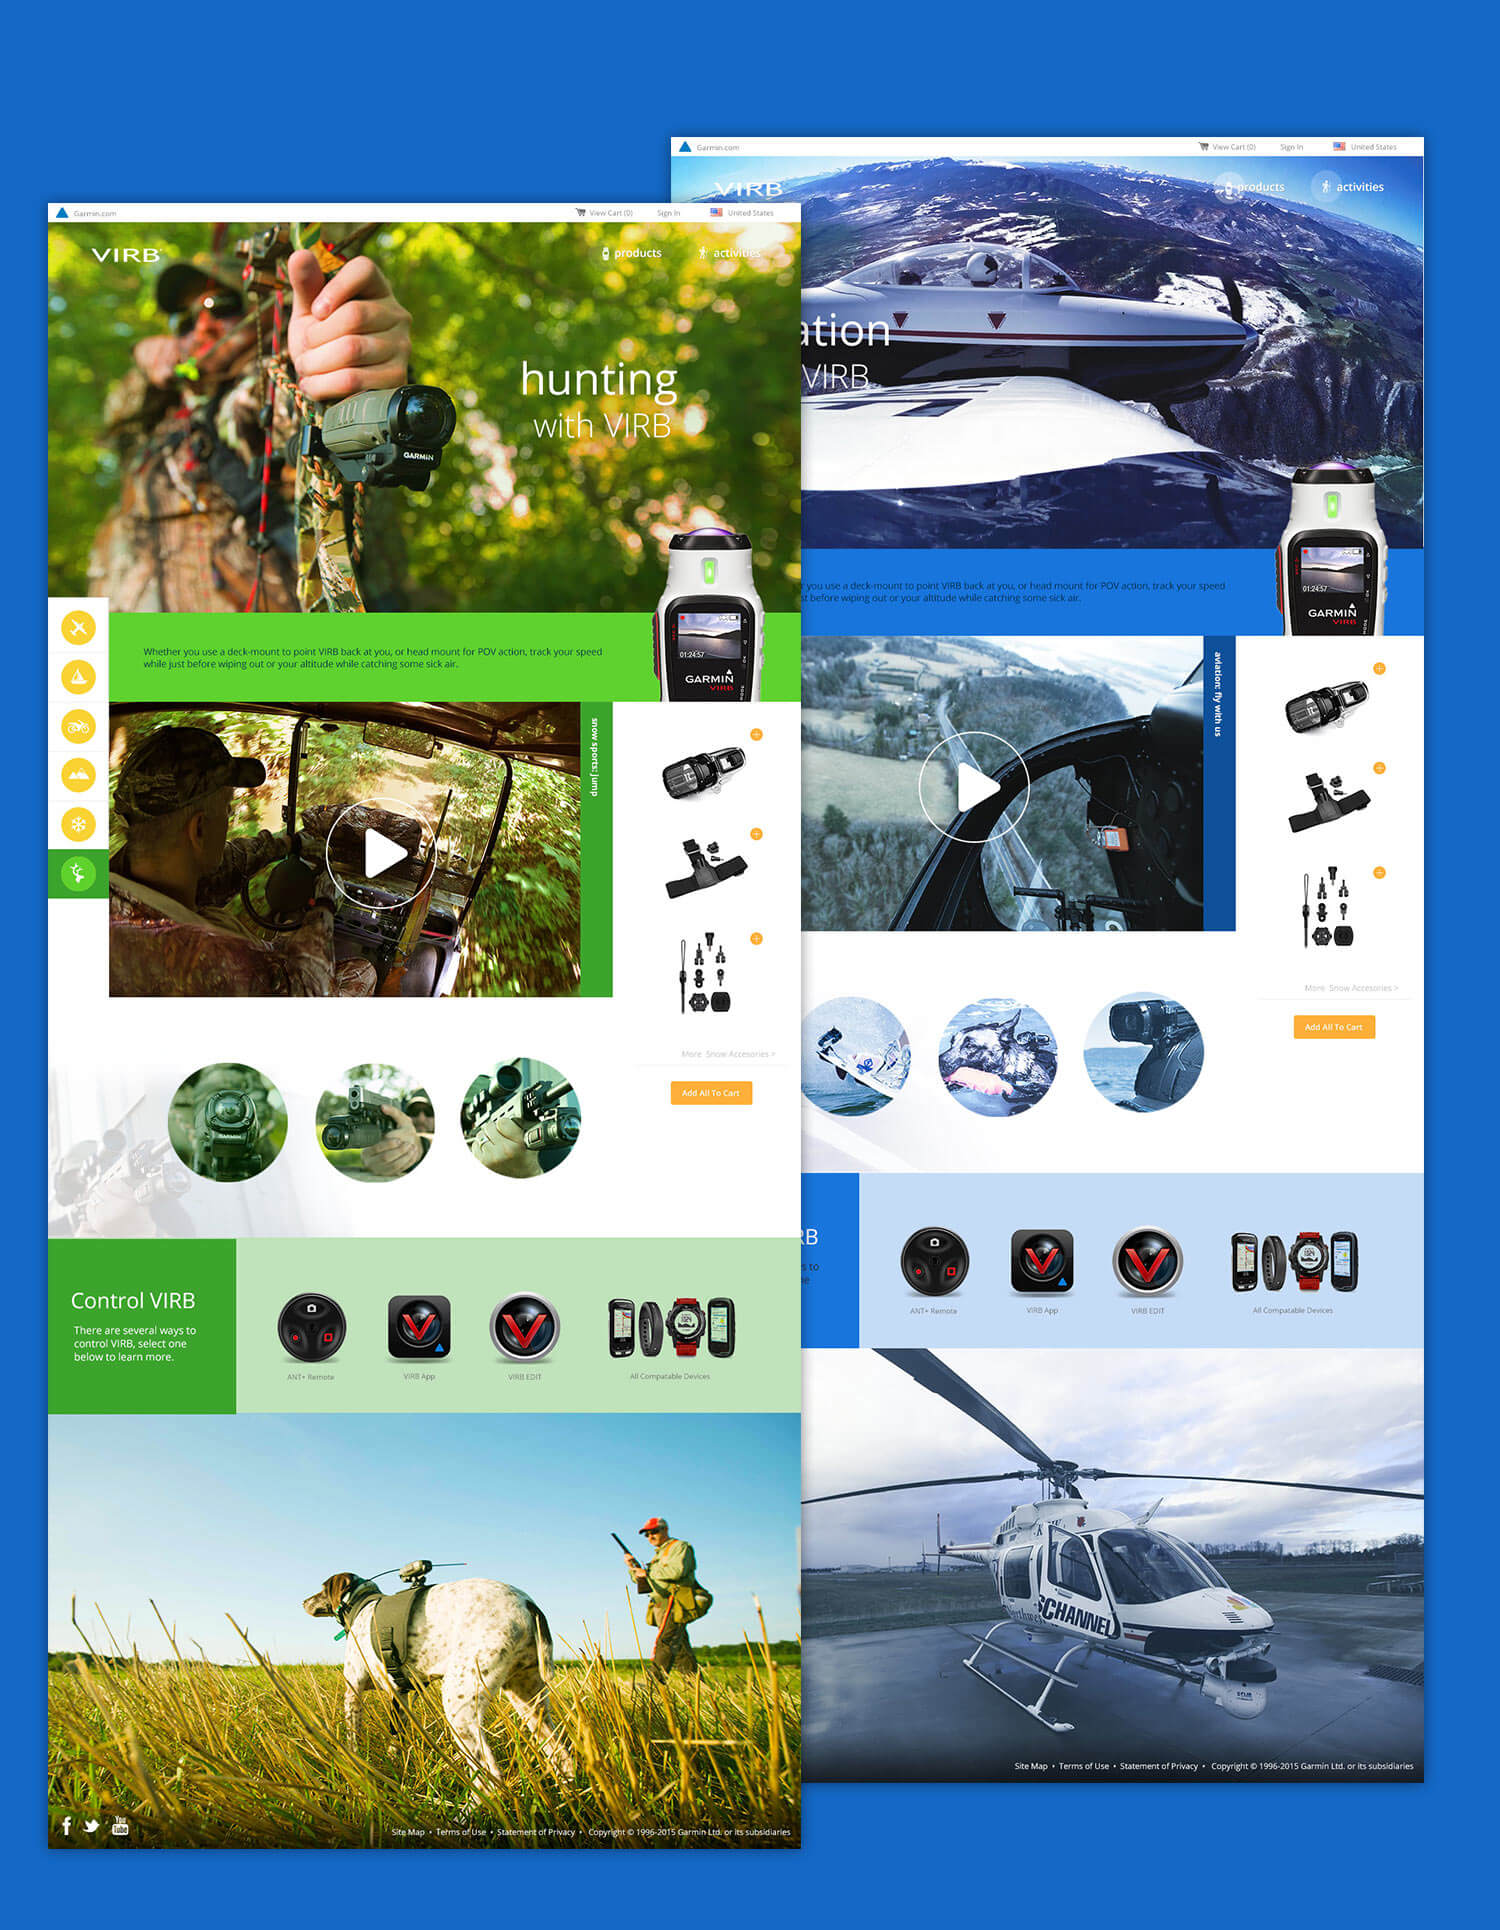 Garmin.com
View Cart (0)
Sign In
United States
VIRB
products
activities
hunting
with VIRB
GARMIN
01:24:57
GARMIN
VIRB
Whether you use a deck-mount to point VIRB back at you, or head mount for POV action, track your speed
while just before wiping out or your altitude while catching some sick air.
snow sports: jump
More Snow Accesories >
Add All To Cart
GARMIN
Control VIRB
There are several ways to
control VIRB, select one
below to learn more.
ANT+ Remote
VIRB App
VIRB EDIT
All Compatable Devices
You
Tube
Site Map • Terms of Use • Statement of Privacy • Copyright © 1996-2015 Garmin Ltd. or its subsidiaries
Garmin.com
View Cart (0)
Sign In
United States
VIRB
products
activities
ation
VIRB
01:24:57
GARMIN
VIRB
r you use a deck-mount to point VIRB back at you, or head mount for POV action, track your speed
st before wiping out or your altitude while catching some sick air.
aviation: fly with us
More Snow Accesories >
Add All To Cart
RB
s to
ne
ANT+ Remote
VIRB App
VIRB EDIT
All Compatable Devices
Northwest
SCHANNEL
Site Map • Terms of Use • Statement of Privacy • Copyright © 1996-2015 Garmin Ltd. or its subsidiaries